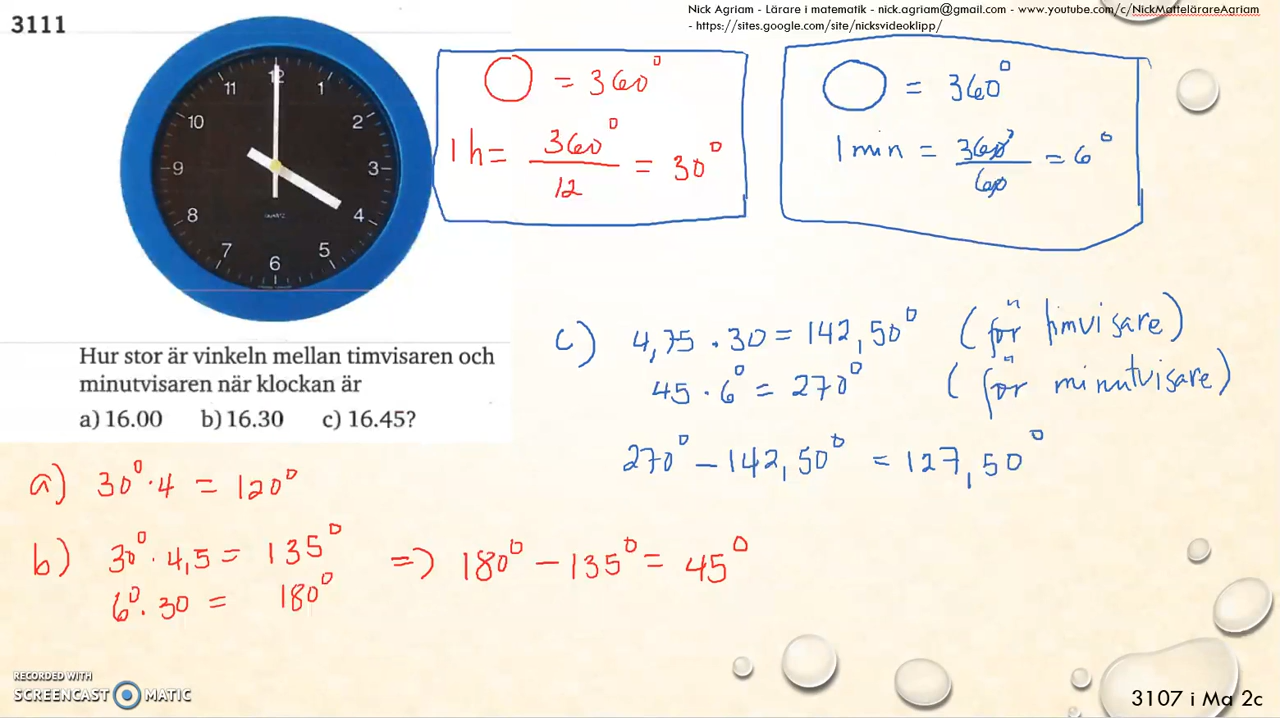 Nick Agriam - Lärare i matematik - nick.agriam@gmail.com - www.youtube.com/c/NickMattelärareAgriam
- https://sites.google.com/site/nicksvideoklipp/
3111
12
11 1
10 2
9 3
8 4
7 5
6
= 360°
1 h = 360° / 12 = 30°
= 360°
1 min = 360° / 60 = 6°
Hur stor är vinkeln mellan timvisaren och
minutvisaren när klockan är
a) 16.00 b) 16.30 c) 16.45?
a) 30° · 4 = 120°
b) 30° · 4,5 = 135° => 180° - 135° = 45°
6° · 30 = 180°
c) 4,75 · 30 = 142,50° (för timvisare)
45 · 6° = 270° (för minutvisare)
270° - 142,50° = 127,50°
RECORDED WITH
SCREENCAST MATIC
3107 i Ma 2c